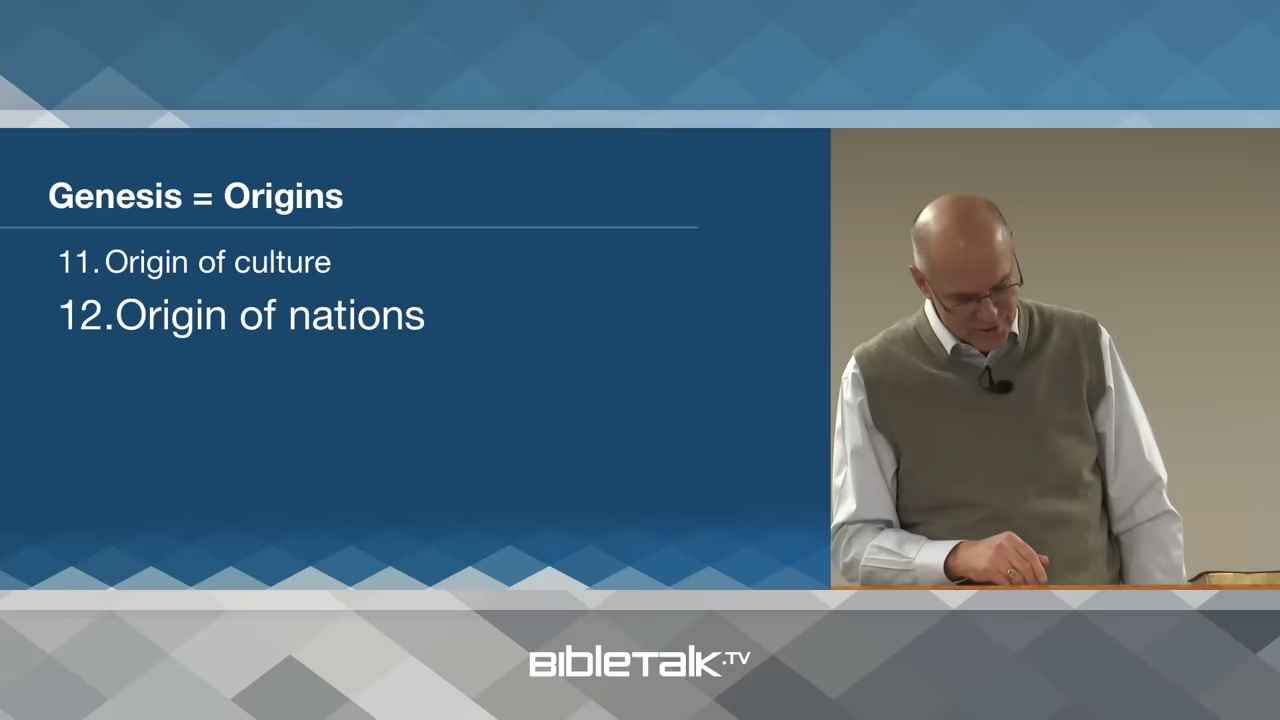 Genesis = Origins
11. Origin of culture
12.Origin of nations
BIBLETALK.TV